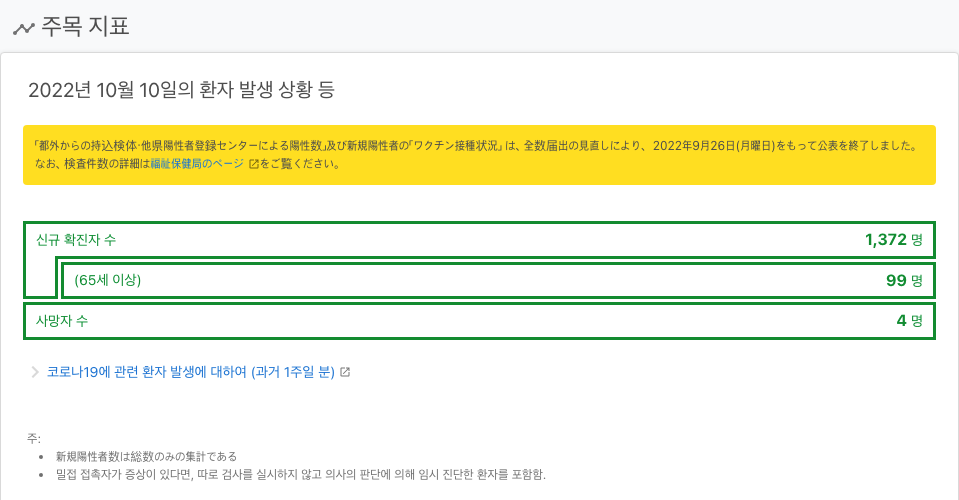 주목 지표
2022년 10월 10일의 환자 발생 상황 등
「都外からの持込検体·他県陽性者登録センターによる陽性数」及び新規陽性者の「ワクチン接種状況」は、全数届出の見直しにより、2022年9月26日(月曜日)をもって公表を終了しました。
なお、検査件数の詳細は福祉保健局のページ をご覧ください。
신규 확진자 수 1,372 명
(65세 이상) 99 명
사망자 수 4 명
코로나19에 관련 환자 발생에 대하여 (과거 1주일 분)
주:
• 新規陽性者数は総数のみの集計である
• 밀접 접촉자가 증상이 있다면, 따로 검사를 실시하지 않고 의사의 판단에 의해 임시 진단한 환자를 포함함.